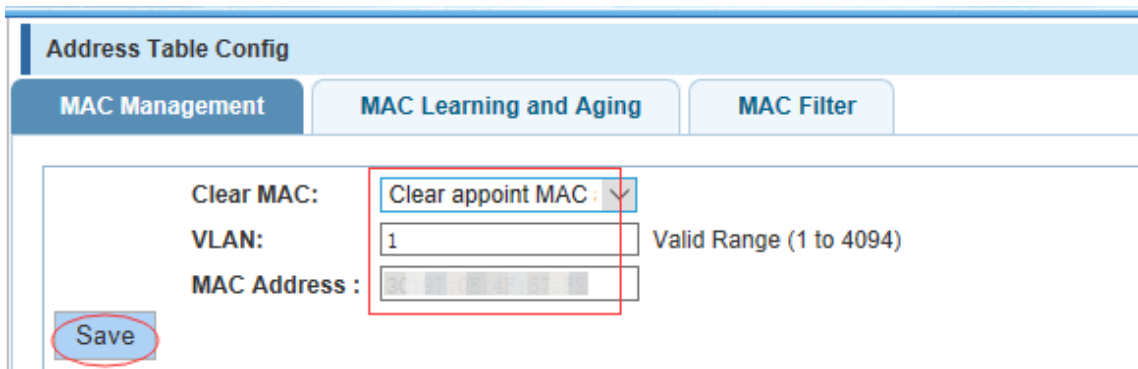 Address Table Config
MAC Management MAC Learning and Aging MAC Filter
Clear MAC: Clear appoint MAC
VLAN: 1 Valid Range (1 to 4094)
MAC Address :
Save